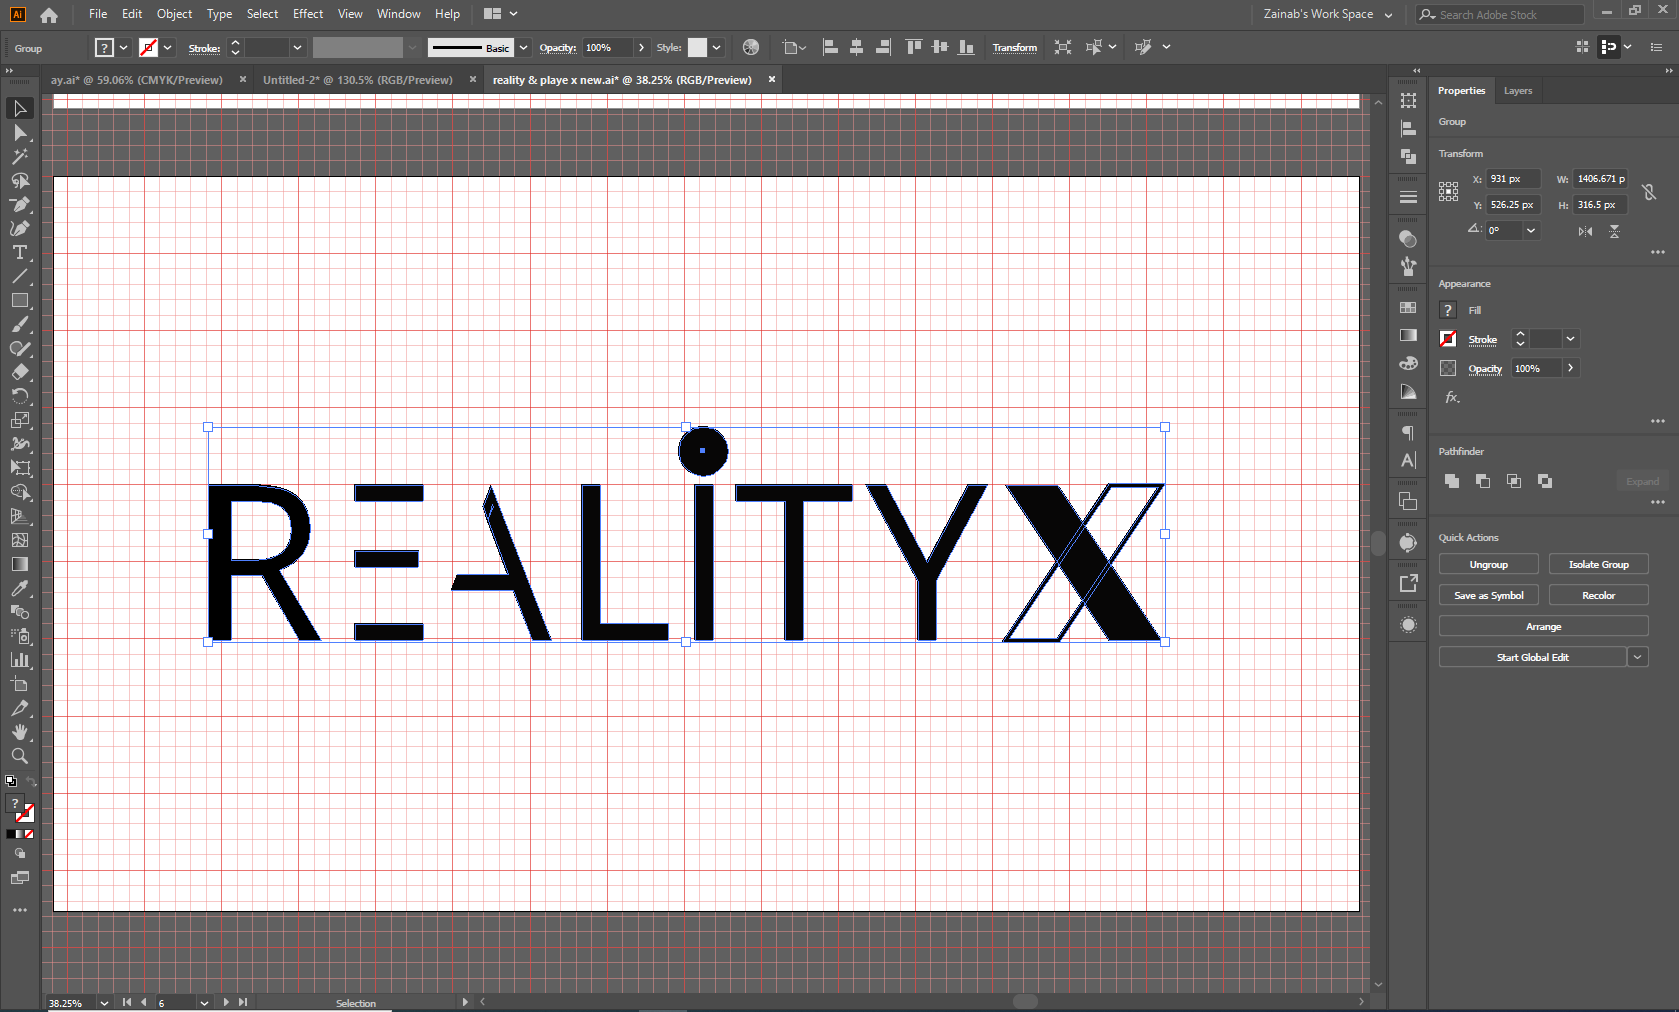 Ai File Edit Object Type Select Effect View Window Help Zainab's Work Space Search Adobe Stock
Group ? Stroke: Basic Opacity: 100% Style: Transform
ay.ai* @ 59.06% (CMYK/Preview) × Untitled-2* @ 130.5% (RGB/Preview) × reality & playe x new.ai* @ 38.25% (RGB/Preview) ×
Properties Layers
Group
Transform
X: 931 px W: 1406.671 p
Y: 526.25 px H: 316.5 px
0°
Appearance
? Fill
Stroke
Opacity 100%
fx.
Pathfinder
Expand
Quick Actions
Ungroup Isolate Group
Save as Symbol Recolor
Arrange
Start Global Edit
REALITYX
38.25% 6 Selection